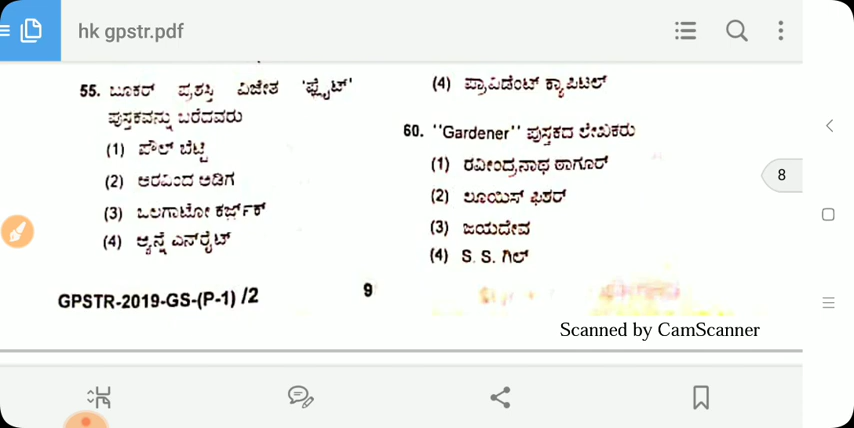 hk gpstr.pdf
55. ಬೂಕರ್ ಪ್ರಶಸ್ತಿ ವಿಜೇತ 'ಫ್ಲೈಟ್'
ಪುಸ್ತಕವನ್ನು ಬರೆದವರು
(1) ಪೌಲ್ ಬೆಟ್ಟಿ
(2) ಅರವಿಂದ ಅಡಿಗ
(3) ಒಲಗಾಟೋ ಕರ್ಜ್‌ಕ್
(4) ಆ್ಯನ್ನೆ ಎನ್‌ರೈಟ್
(4) ಪ್ರಾವಿಡೆಂಟ್ ಕ್ಯಾಪಿಟಲ್
60. "Gardener" ಪುಸ್ತಕದ ಲೇಖಕರು
(1) ರವೀಂದ್ರನಾಥ ಠಾಗೂರ್
(2) ಲೂಯಿಸ್ ಫಿಶರ್
(3) ಜಯದೇವ
(4) S. S. ಗಿಲ್
8
GPSTR-2019-GS-(P-1) /2
9
Scanned by CamScanner